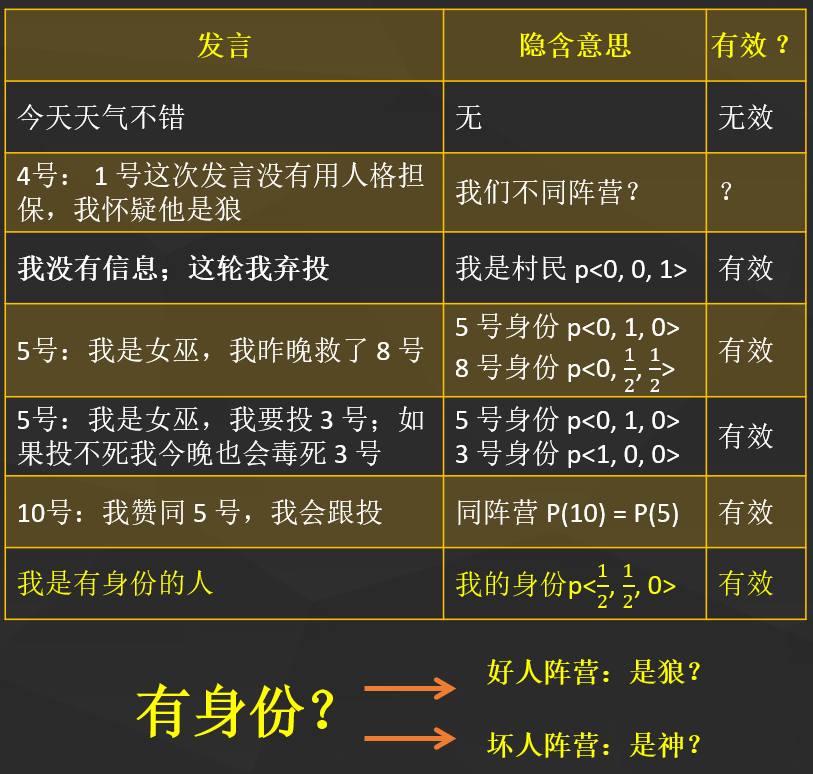 发言 隐含意思 有效？
今天天气不错 无 无效
4号： 1 号这次发言没有用人格担
保，我怀疑他是狼 我们不同阵营？ ？
我没有信息；这轮我弃投 我是村民 p<0, 0, 1> 有效
5号：我是女巫，我昨晚救了 8 号 5 号身份 p<0, 1, 0> 有效
8 号身份 p<0, 1/2, 1/2>
5号：我是女巫，我要投 3 号；如 5 号身份 p<0, 1, 0> 有效
果投不死我今晚也会毒死 3 号 3 号身份 p<1, 0, 0>
10号：我赞同 5 号，我会跟投 同阵营 P(10) = P(5) 有效
我是有身份的人 我的身份p<1/2, 1/2, 0> 有效
有身份？
好人阵营：是狼？
坏人阵营：是神？